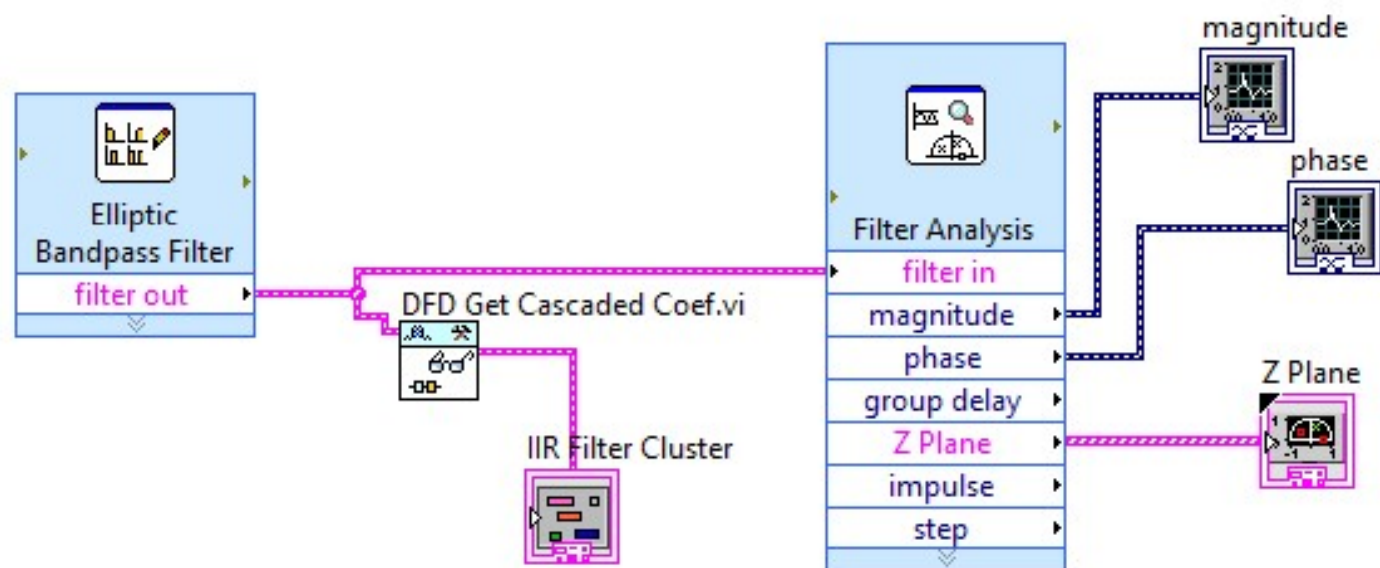 magnitude
phase
Elliptic
Bandpass Filter
filter out
DFD Get Cascaded Coef.vi
IIR Filter Cluster
Filter Analysis
filter in
magnitude
phase
group delay
Z Plane
impulse
step
Z Plane